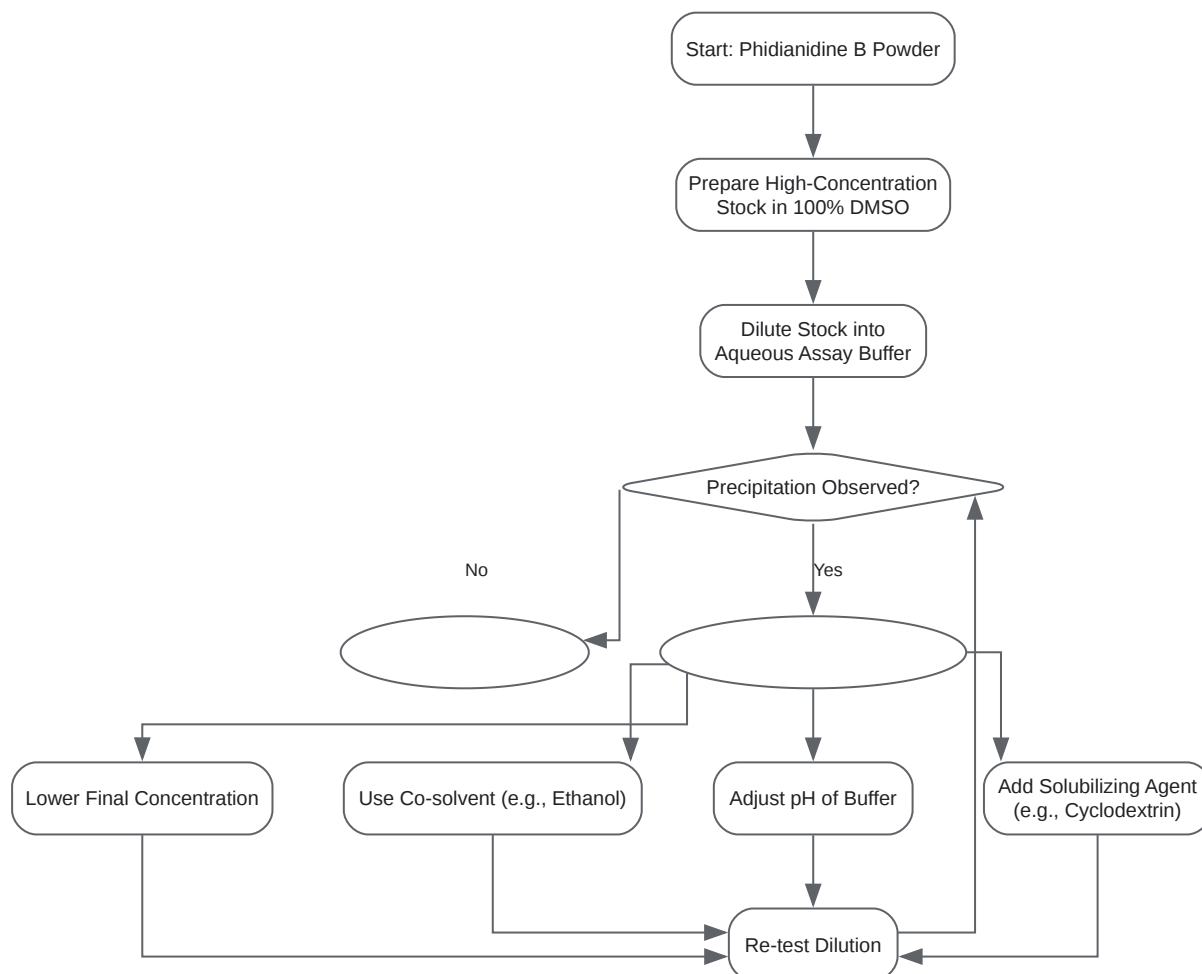 Start: Phidianidine B Powder
Prepare High-Concentration
Stock in 100% DMSO
Dilute Stock into
Aqueous Assay Buffer
Precipitation Observed?
No
Yes
Lower Final Concentration
Use Co-solvent (e.g., Ethanol)
Adjust pH of Buffer
Add Solubilizing Agent
(e.g., Cyclodextrin)
Re-test Dilution